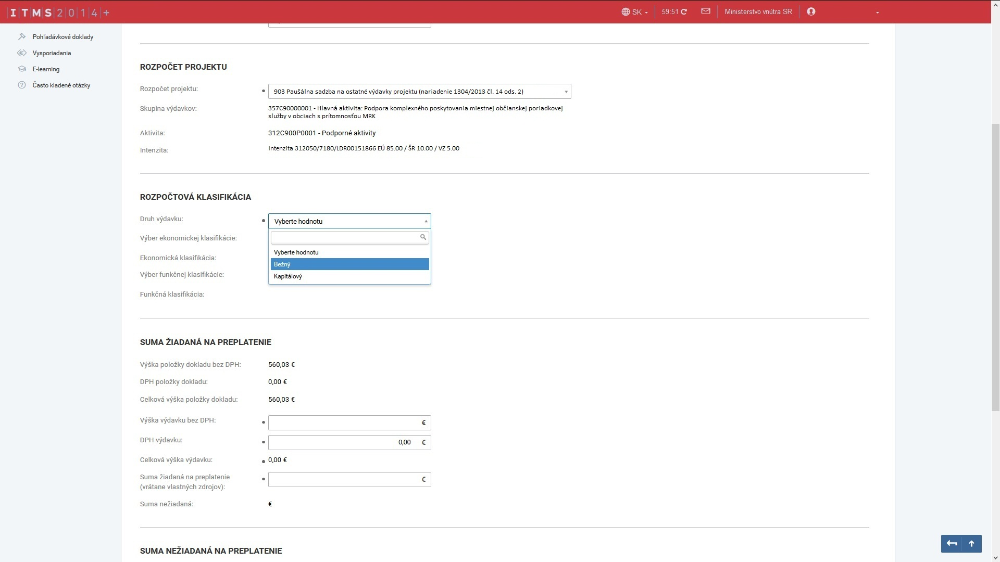 ITMS2014+
SK
59:51
Ministerstvo vnútra SR
Pohľadávkové doklady
Vysporiadania
E-learning
Často kladené otázky
ROZPOČET PROJEKTU
Rozpočet projektu:
903 Paušálna sadzba na ostatné výdavky projektu (nariadenie 1304/2013 čl. 14 ods. 2)
Skupina výdavkov:
357C90000001 - Hlavná aktivita: Podpora komplexného poskytovania miestnej občianskej poriadkovej
služby v obciach s prítomnosťou MRK
Aktivita:
312C900P0001 - Podporné aktivity
Intenzita:
Intenzita 312050/7180/LDR00151866 EÚ 85.00 / ŠR 10.00 / VZ 5.00
ROZPOČTOVÁ KLASIFIKÁCIA
Druh výdavku:
Vyberte hodnotu
Výber ekonomickej klasifikácie:
Vyberte hodnotu
Ekonomická klasifikácia:
Bežný
Výber funkčnej klasifikácie:
Kapitálový
Funkčná klasifikácia:
SUMA ŽIADANÁ NA PREPLATENIE
Výška položky dokladu bez DPH:
560,03 €
DPH položky dokladu:
0,00 €
Celková výška položky dokladu:
560,03 €
Výška výdavku bez DPH:
€
DPH výdavku:
0,00 €
Celková výška výdavku:
0,00 €
Suma žiadaná na preplatenie
(vrátane vlastných zdrojov):
€
Suma nežiadaná:
€
SUMA NEŽIADANÁ NA PREPLATENIE